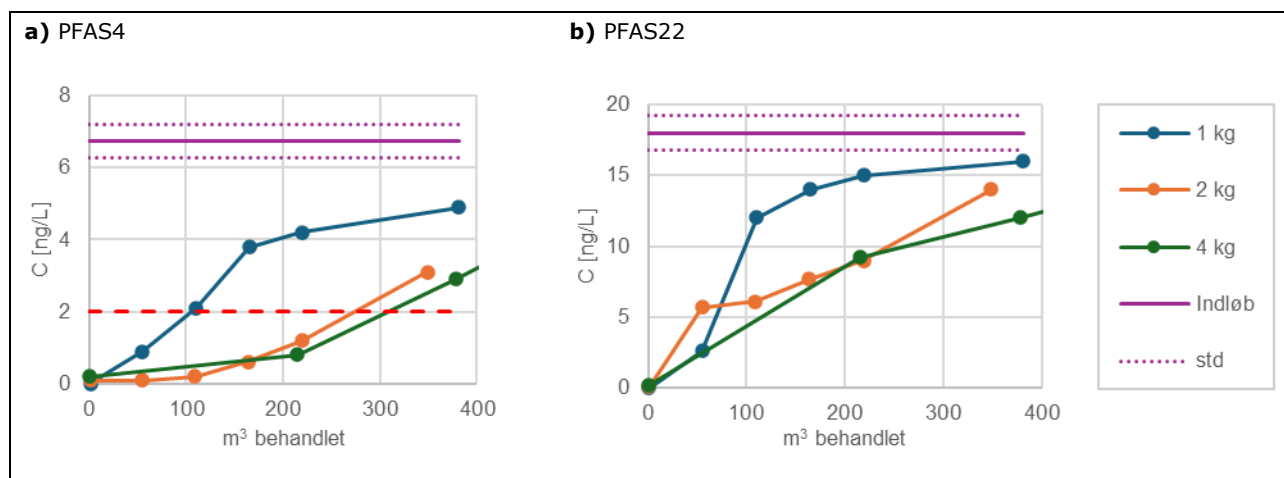 a) PFAS4
b) PFAS22
8
6
4
2
0
C [ng/L]
0 100 200 300 400
m³ behandlet
20
15
10
5
0
C [ng/L]
0 100 200 300 400
m³ behandlet
1 kg
2 kg
4 kg
Indløb
std